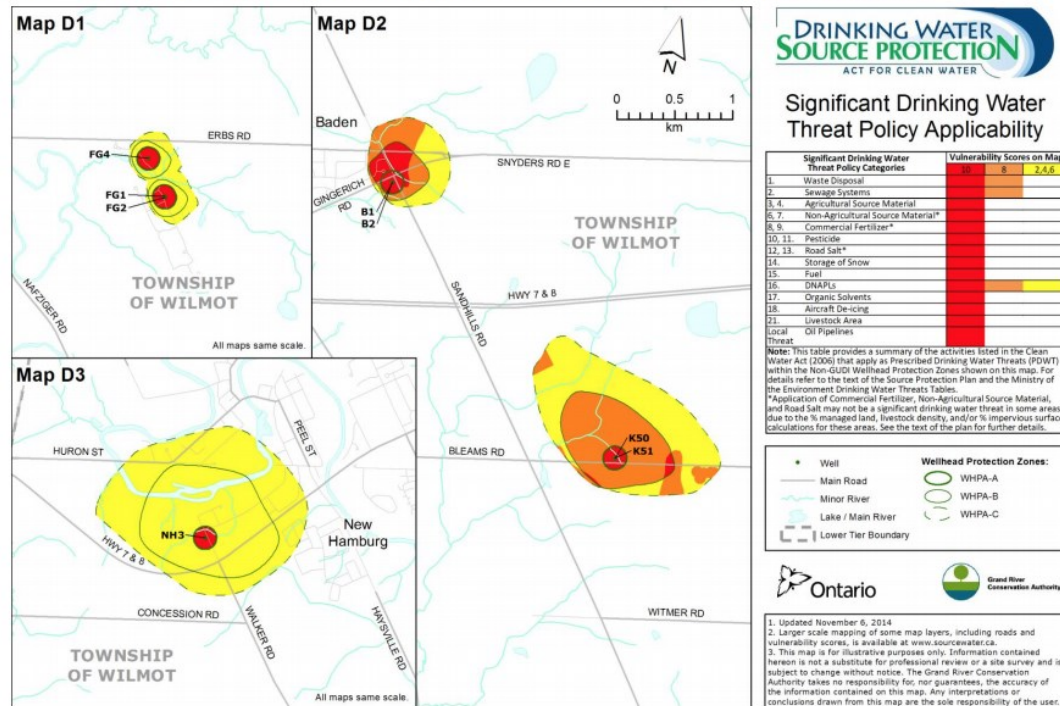 Map D1
ERBS RD
FG4
FG1
FG2
TOWNSHIP
OF WILMOT
NAFZIGER RD
All maps same scale.
Map D2
N
0 0.5 1
km
Baden
SNYDERS RD E
GINGERICH
RD
B1
B2
TOWNSHIP
OF WILMOT
HWY 7 & 8
SANDHILLS RD
K50
K51
BLEAMS RD
WITMER RD
Map D3
HURON ST
PEEL ST
NH3
New
Hamburg
HWY 7 & 8
CONCESSION RD
WALKER RD
HAYSVILLE RD
TOWNSHIP
OF WILMOT
All maps same scale.
DRINKING WATER
SOURCE PROTECTION
ACT FOR CLEAN WATER
Significant Drinking Water
Threat Policy Applicability
Significant Drinking Water
Threat Policy Categories
Vulnerability Scores on Map
10 8 2,4,6
1. Waste Disposal
2. Sewage Systems
3, 4. Agricultural Source Material
6, 7. Non-Agricultural Source Material*
8, 9. Commercial Fertilizer*
10, 11. Pesticide
12, 13. Road Salt*
14. Storage of Snow
15. Fuel
16. DNAPLs
17. Organic Solvents
18. Aircraft De-icing
21. Livestock Area
Local Oil Pipelines
Threat
Note: This table provides a summary of the activities listed in the Clean
Water Act (2006) that apply as Prescribed Drinking Water Threats (PDWT)
within the Non-GUDI Wellhead Protection Zones shown on this map. For
details refer to the text of the Source Protection Plan and the Ministry of
the Environment Drinking Water Threats Tables.
*Application of Commercial Fertilizer, Non-Agricultural Source Material,
and Road Salt may not be a significant drinking water threat in some areas
due to the % managed land, livestock density, and/or % impervious surface
calculations for these areas. See the text of the plan for further details.
Well
Main Road
Minor River
Lake / Main River
Lower Tier Boundary
Wellhead Protection Zones:
WHPA-A
WHPA-B
WHPA-C
Ontario
Grand River
Conservation Authority
1. Updated November 6, 2014
2. Larger scale mapping of some map layers, including roads and
vulnerability scores, is available at www.sourcewater.ca.
3. This map is for illustrative purposes only. Information contained
hereon is not a substitute for professional review or a site survey and is
subject to change without notice. The Grand River Conservation
Authority takes no responsibility for, nor guarantees, the accuracy of
the information contained on this map. Any interpretations or
conclusions drawn from this map are the sole responsibility of the user.